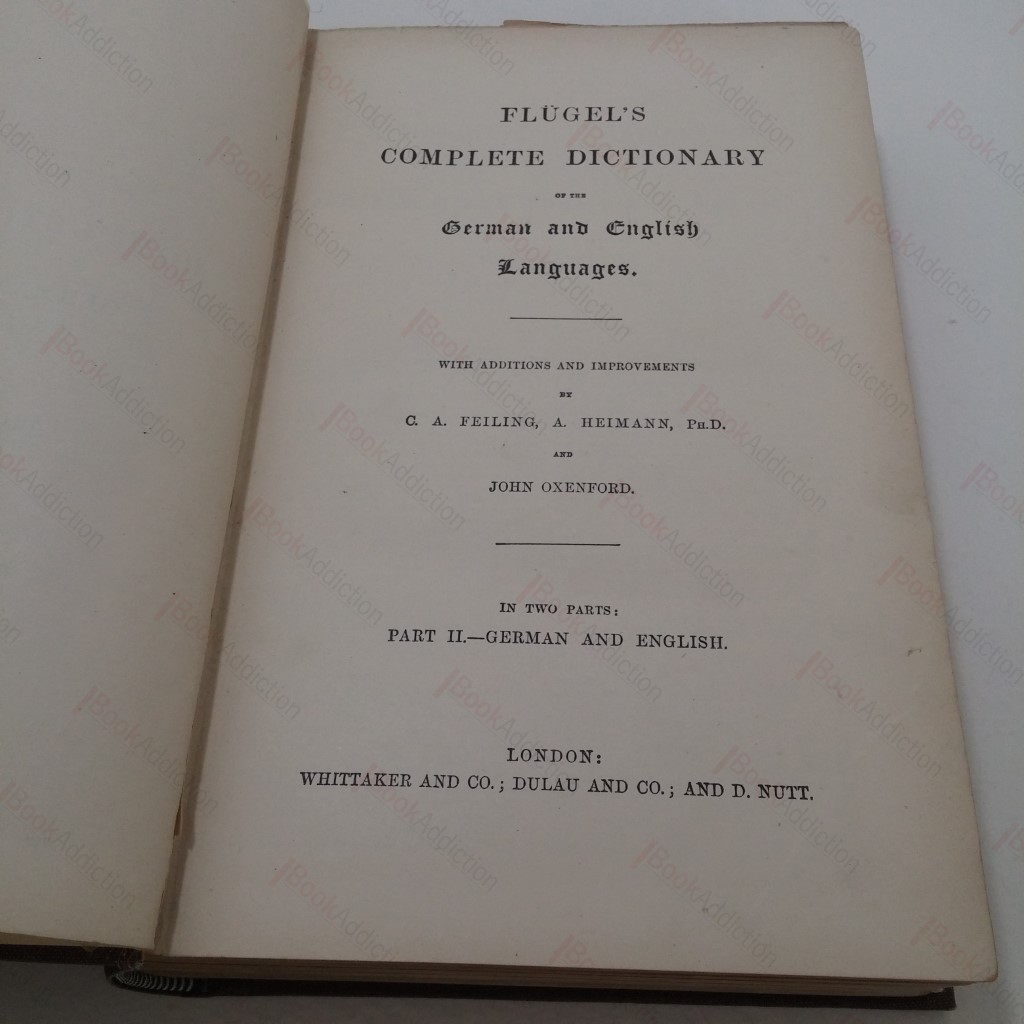 FLÜGEL'S
COMPLETE DICTIONARY
OF THE
German and English
Languages.
WITH ADDITIONS AND IMPROVEMENTS
BY
C. A. FEILING, A. HEIMANN, PH.D.
AND
JOHN OXENFORD.
IN TWO PARTS:
PART II.—GERMAN AND ENGLISH.
LONDON:
WHITTAKER AND CO.; DULAU AND CO.; AND D. NUTT.
BookAddiction